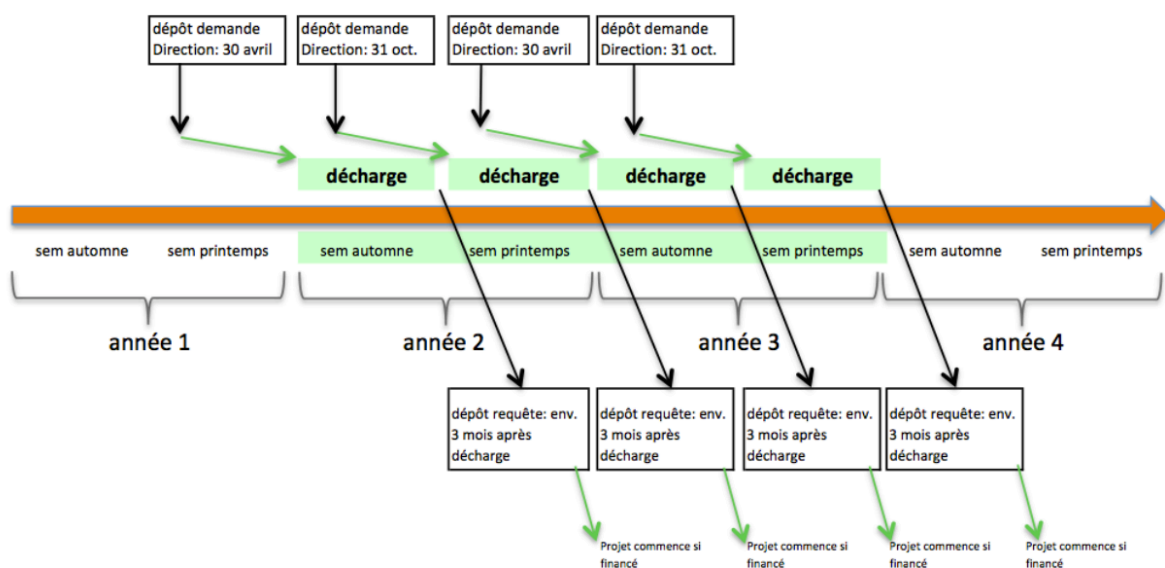 dépôt demande
Direction: 30 avril
dépôt demande
Direction: 31 oct.
dépôt demande
Direction: 30 avril
dépôt demande
Direction: 31 oct.
décharge
décharge
décharge
décharge
sem automne
sem printemps
sem automne
sem printemps
sem automne
sem printemps
sem automne
sem printemps
année 1
année 2
année 3
année 4
dépôt requête: env.
3 mois après
décharge
dépôt requête: env.
3 mois après
décharge
dépôt requête: env.
3 mois après
décharge
dépôt requête: env.
3 mois après
décharge
Projet commence si
financé
Projet commence si
financé
Projet commence si
financé
Projet commence si
financé